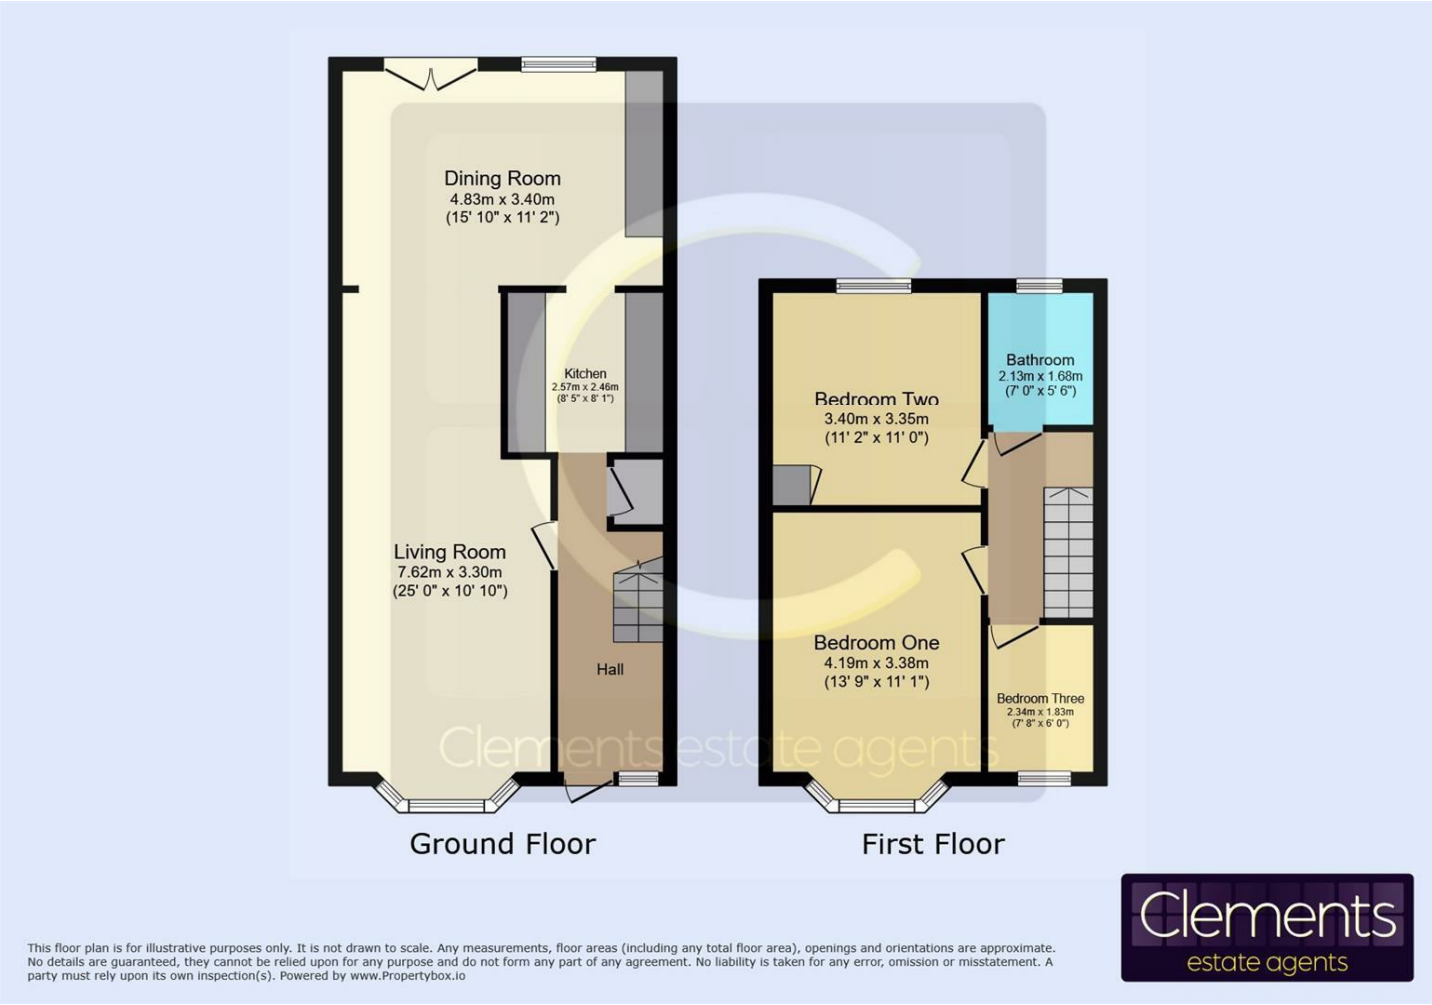 Dining Room
4.83m x 3.40m
(15' 10" x 11' 2")
Kitchen
2.57m x 2.46m
(8' 5" x 8' 1")
Living Room
7.62m x 3.30m
(25' 0" x 10' 10")
Hall
Ground Floor
Bedroom Two
3.40m x 3.35m
(11' 2" x 11' 0")
Bathroom
2.13m x 1.68m
(7' 0" x 5' 6")
Bedroom One
4.19m x 3.38m
(13' 9" x 11' 1")
Bedroom Three
2.34m x 1.83m
(7' 8" x 6' 0")
First Floor
Clements estate agents
Clements
estate agents
This floor plan is for illustrative purposes only. It is not drawn to scale. Any measurements, floor areas (including any total floor area), openings and orientations are approximate.
No details are guaranteed, they cannot be relied upon for any purpose and do not form any part of any agreement. No liability is taken for any error, omission or misstatement. A
party must rely upon its own inspection(s). Powered by www.Propertybox.io